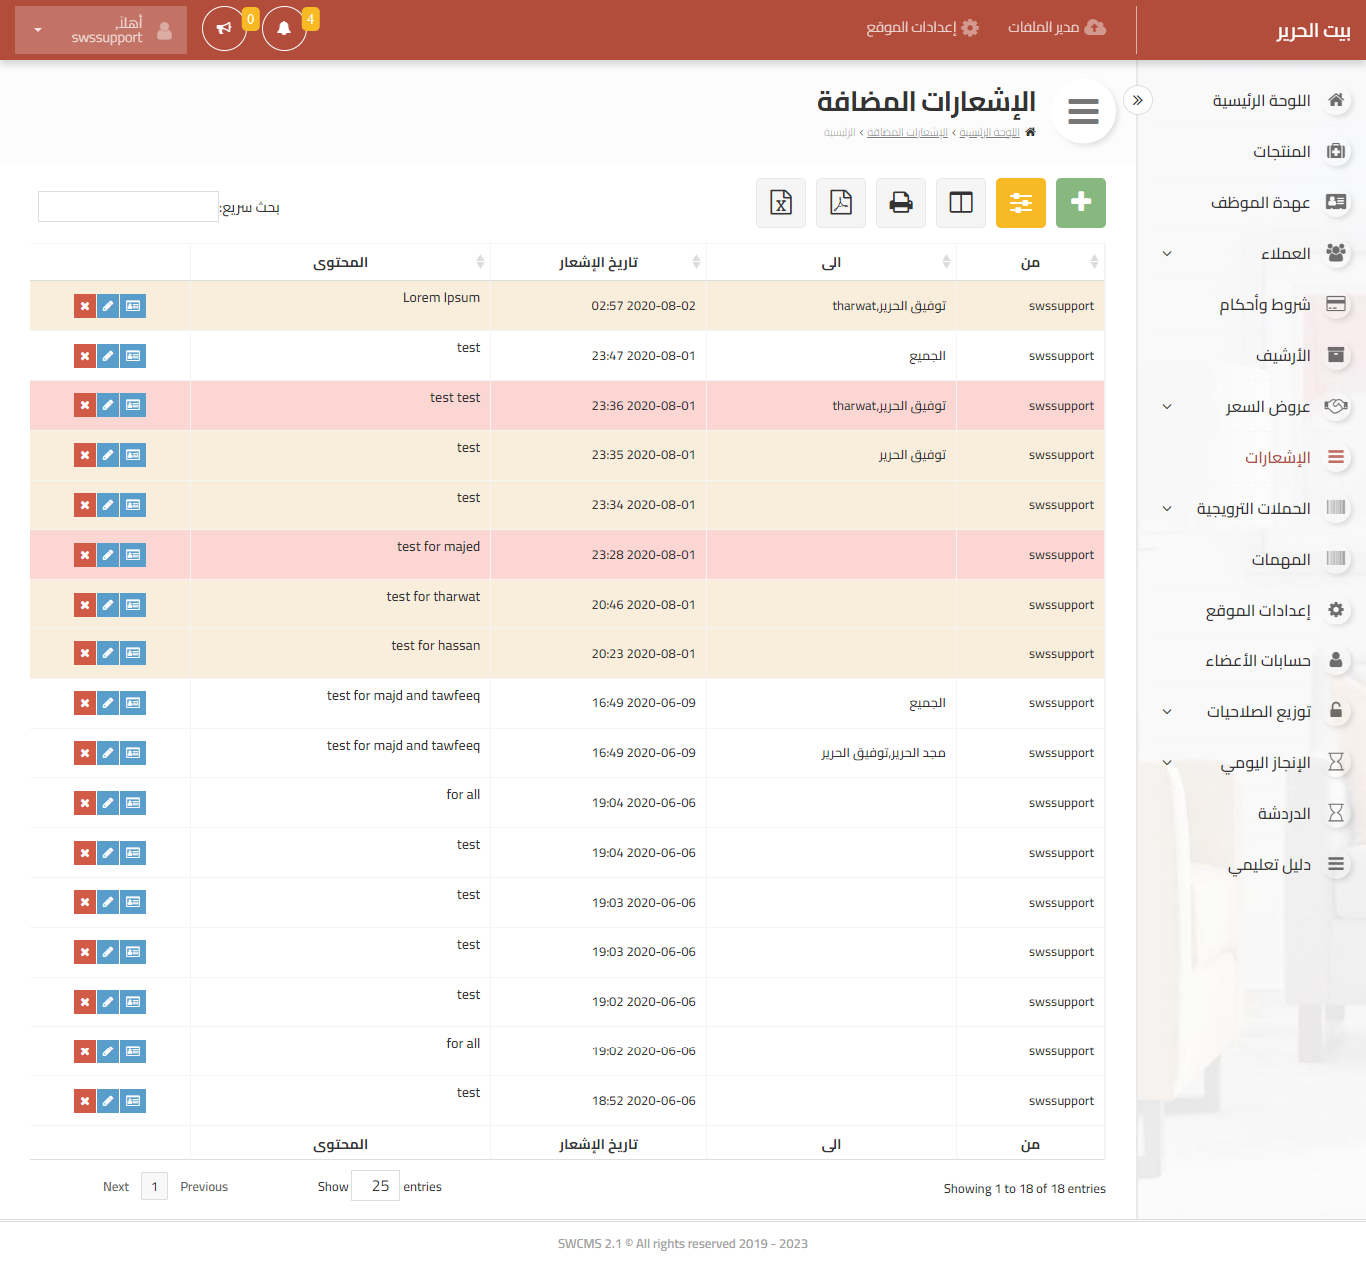 بيت الحرير
مدير الملفات
إعدادات الموقع
4
0
أهلاً,
swssupport
اللوحة الرئيسية
المنتجات
عهدة الموظف
العملاء
شروط وأحكام
الأرشيف
عروض السعر
الإشعارات
الحملات الترويجية
المهمات
إعدادات الموقع
حسابات الأعضاء
توزيع الصلاحيات
الإنجاز اليومي
الدردشة
دليل تعليمي
الإشعارات المضافة
اللوحة الرئيسية › الإشعارات المضافة › الرئيسية
بحث سريع:
من الى تاريخ الإشعار المحتوى
swssupport توفيق الحرير,tharwat 02:57 2020-08-02 Lorem Ipsum
swssupport الجميع 23:47 2020-08-01 test
swssupport توفيق الحرير,tharwat 23:36 2020-08-01 test test
swssupport توفيق الحرير 23:35 2020-08-01 test
swssupport 23:34 2020-08-01 test
swssupport 23:28 2020-08-01 test for majed
swssupport 20:46 2020-08-01 test for tharwat
swssupport 20:23 2020-08-01 test for hassan
swssupport الجميع 16:49 2020-06-09 test for majd and tawfeeq
swssupport مجد الحرير,توفيق الحرير 16:49 2020-06-09 test for majd and tawfeeq
swssupport 19:04 2020-06-06 for all
swssupport 19:04 2020-06-06 test
swssupport 19:03 2020-06-06 test
swssupport 19:03 2020-06-06 test
swssupport 19:02 2020-06-06 test
swssupport 19:02 2020-06-06 for all
swssupport 18:52 2020-06-06 test
من الى تاريخ الإشعار المحتوى
Showing 1 to 18 of 18 entries
Show 25 entries
Next 1 Previous
SWCMS 2.1 © All rights reserved 2019 - 2023